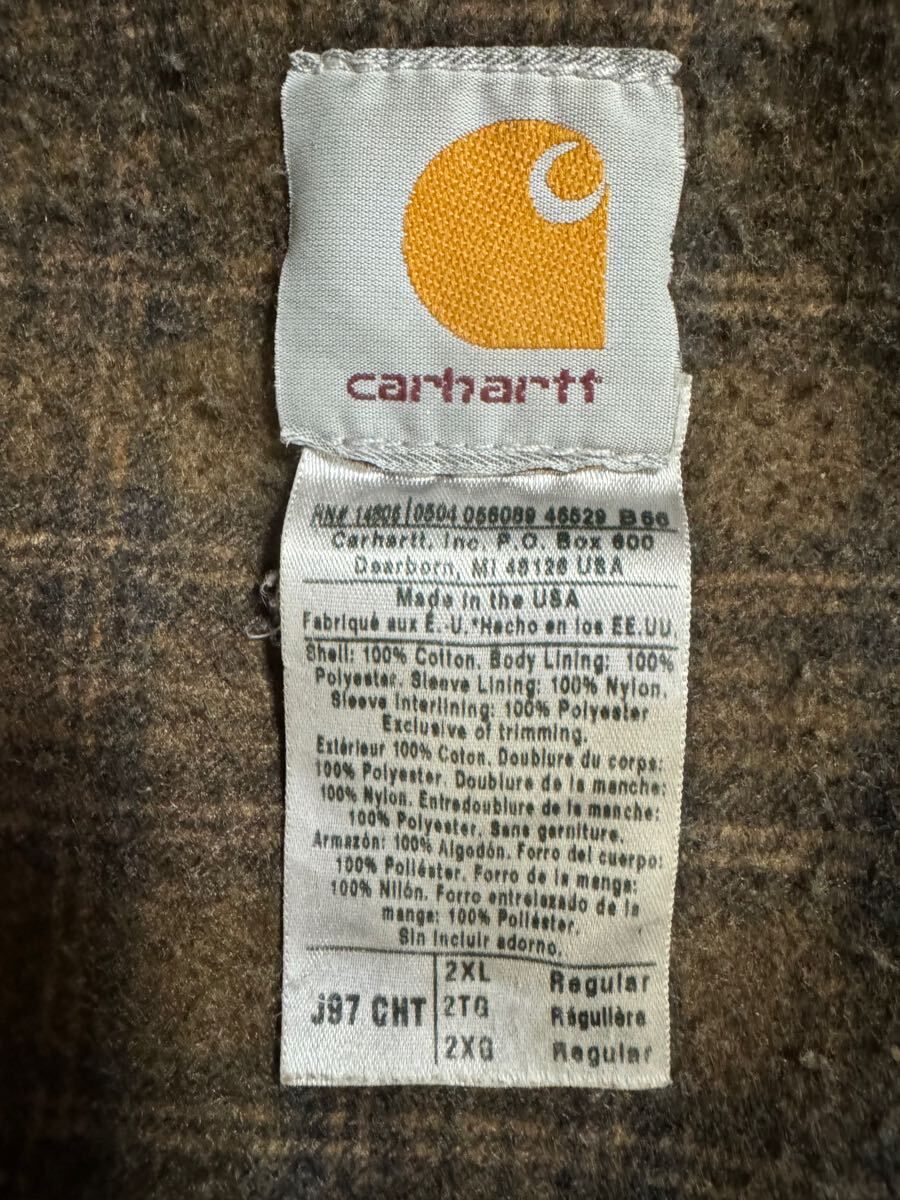 carhartt
RN# 14806/0504 056089 46529 B66
Carhartt, Inc. P.O. Box 600
Dearborn, MI 48126 USA
Made in the USA
Fabriqué aux É.-U.*Hecho en los EE.UU.
Shell: 100% Cotton. Body Lining: 100%
Polyester. Sleeve Lining: 100% Nylon.
Sleeve Interlining: 100% Polyester
Exclusive of trimming.
Extérieur 100% Coton. Doublure du corps:
100% Polyester. Doublure de la manche:
100% Nylon. Entredoublure de la manche:
100% Polyester. Sans garniture.
Armazón: 100% Algodón. Forro del cuerpo:
100% Poliéster. Forro de la manga:
100% Nilón. Forro entrelazado de la
manga: 100% Poliéster.
Sin incluir adorno.
J97 CHT 2XL Regular
2TG Régulière
2XG Regular